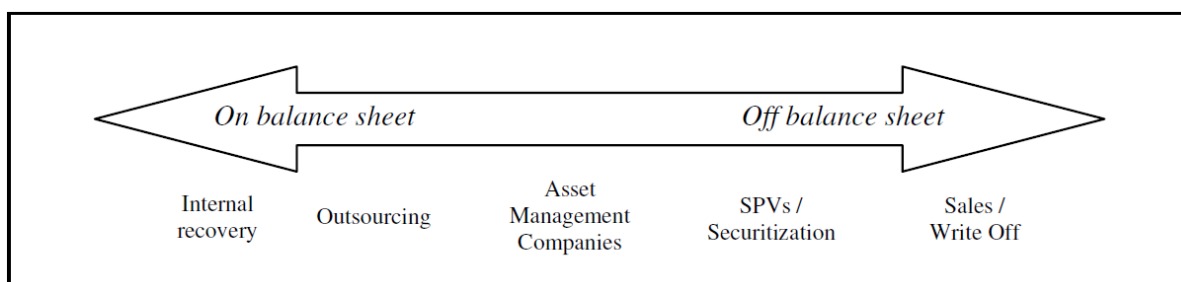 On balance sheet
Off balance sheet
Internal
recovery
Outsourcing
Asset
Management
Companies
SPVs /
Securitization
Sales /
Write Off